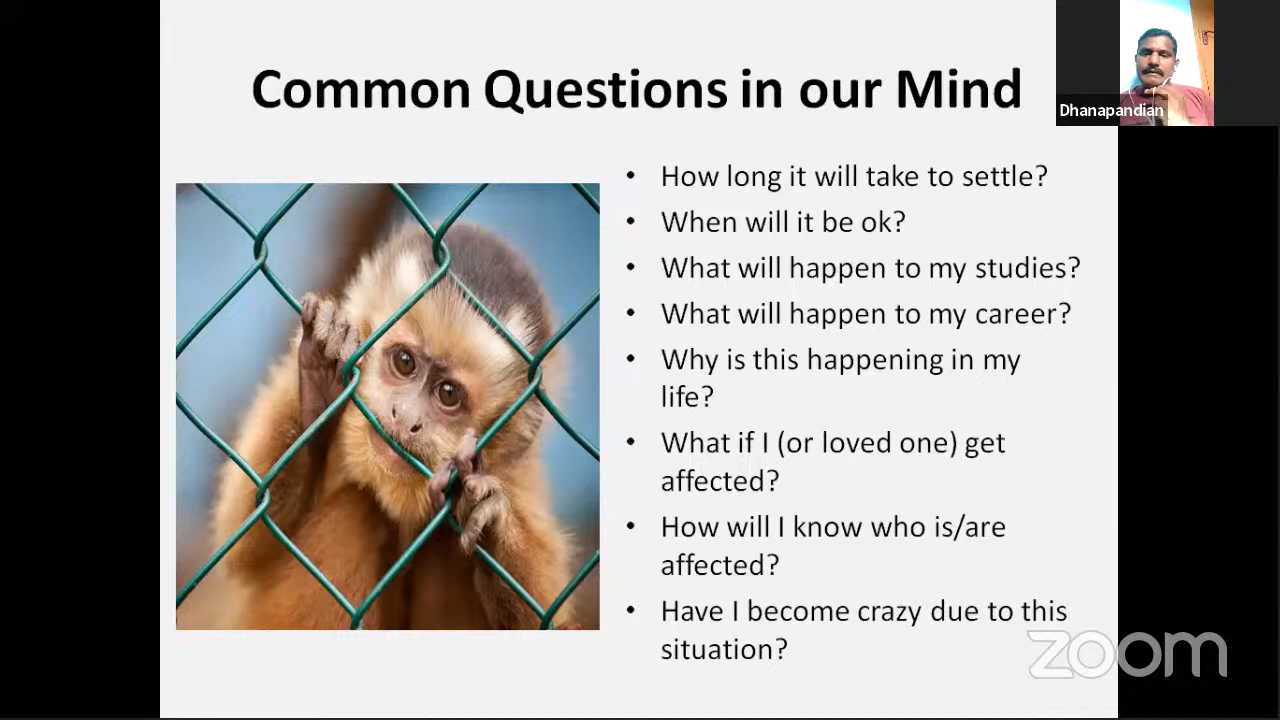 Common Questions in our Mind
Dhanapandian
• How long it will take to settle?
• When will it be ok?
• What will happen to my studies?
• What will happen to my career?
• Why is this happening in my
life?
• What if I (or loved one) get
affected?
• How will I know who is/are
affected?
• Have I become crazy due to this
situation?
zoom